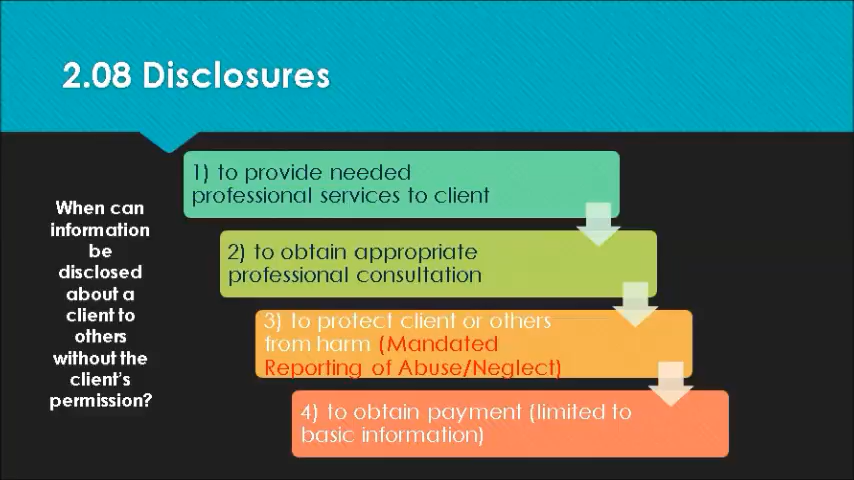 2.08 Disclosures
When can
information
be
disclosed
about a
client to
others
without the
client's
permission?
1) to provide needed
professional services to client
2) to obtain appropriate
professional consultation
3) to protect client or others
from harm (Mandated
Reporting of Abuse/Neglect)
4) to obtain payment (limited to
basic information)